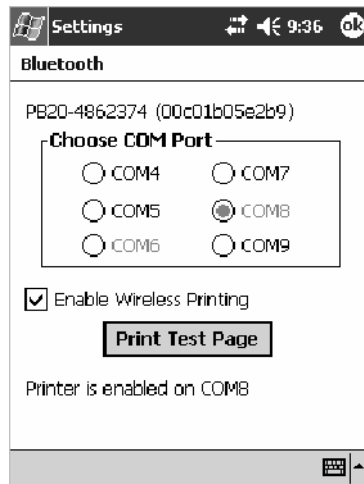 Settings 9:36 ok
Bluetooth
PB20-4862374 (00c01b05e2b9)
Choose COM Port
COM4 COM7
COM5 COM8
COM6 COM9
Enable Wireless Printing
Print Test Page
Printer is enabled on COM8